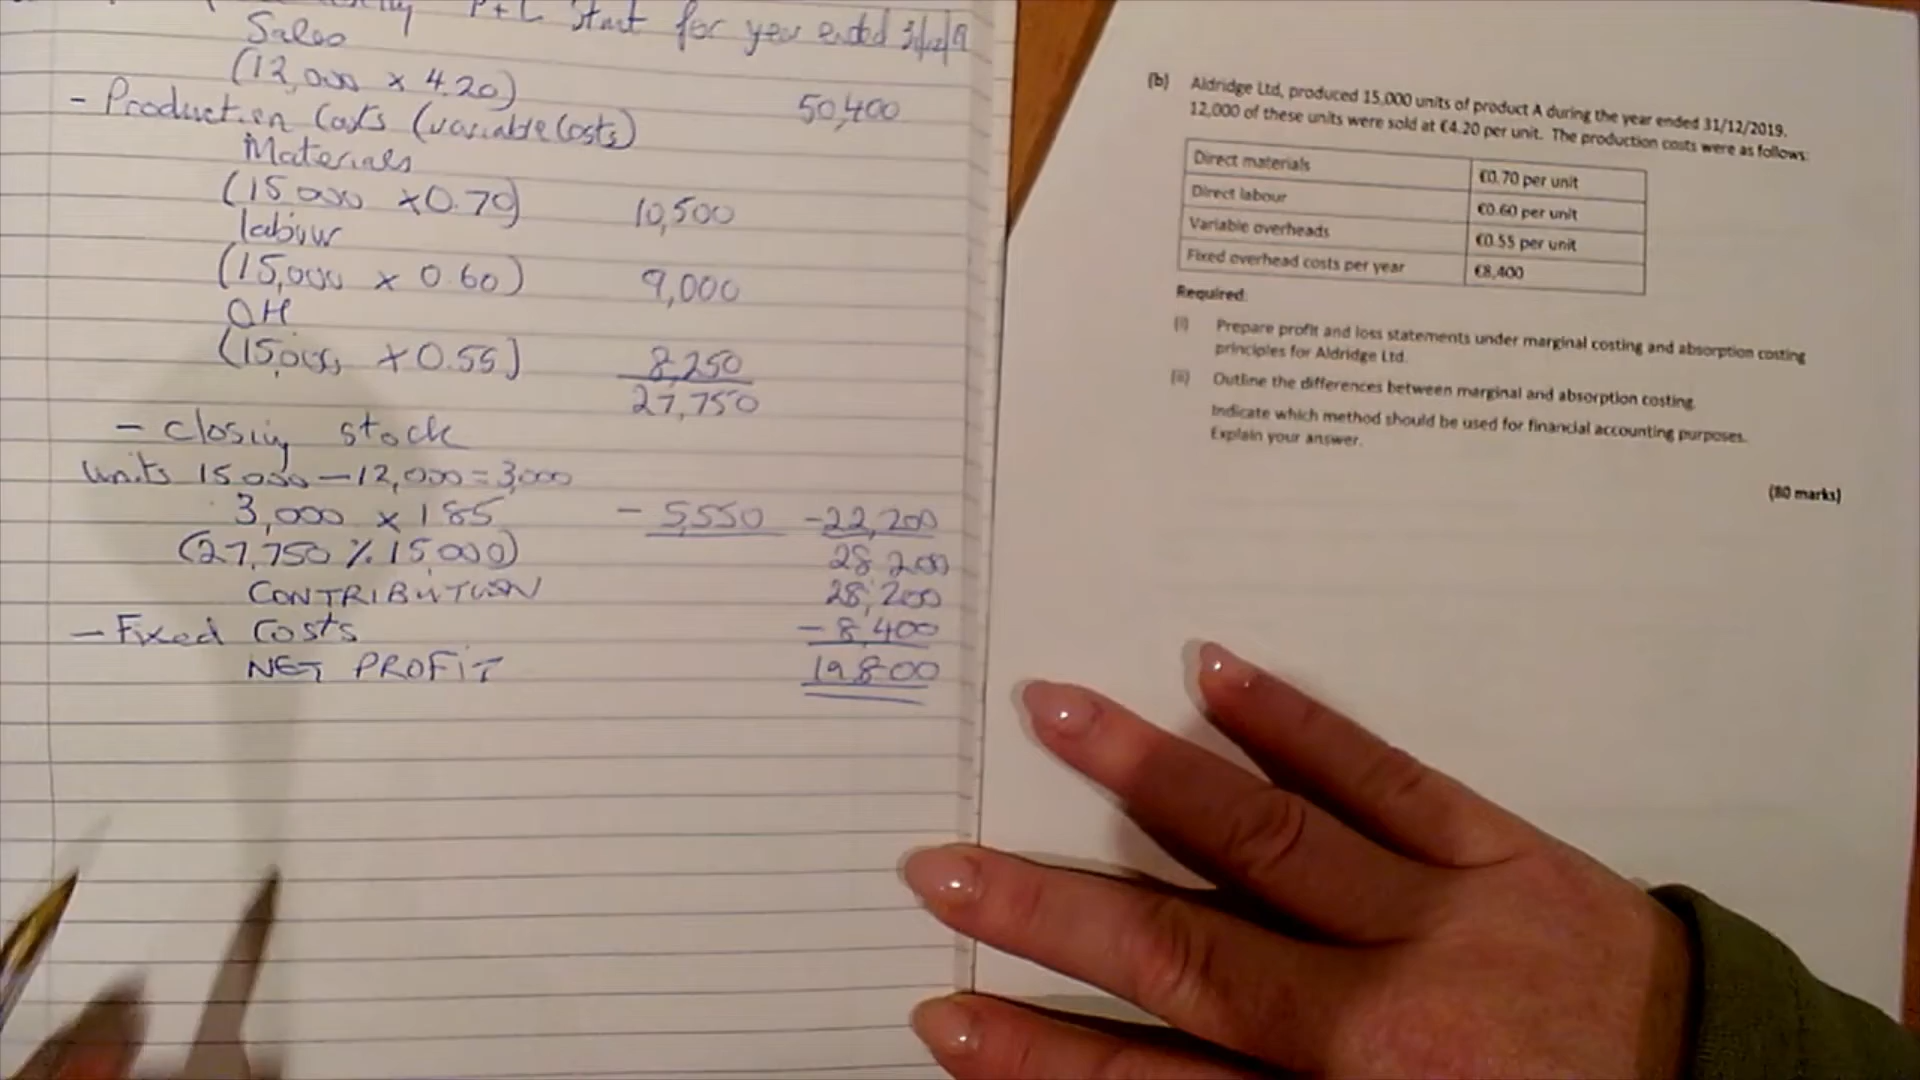 P+L Stmt for year ended 31/12/19
Sales
(12,000 x 4.20) 50,400
- Production Costs (variable Costs)
Materials
(15000 x 0.70) 10,500
labour
(15,000 x 0.60) 9,000
OH
(15,000 x 0.55) 8,250
27,750
- closing stock
units 15000 - 12,000 = 3,000
3,000 x 1.85 - 5,550 - 22,200
(27,750 % 15,000) 28,200
CONTRIBUTION 28,200
- Fixed Costs - 8,400
NET PROFIT 19,800
(b) Aldridge Ltd, produced 15,000 units of product A during the year ended 31/12/2019.
12,000 of these units were sold at €4.20 per unit. The production costs were as follows:
Direct materials €0.70 per unit
Direct labour €0.60 per unit
Variable overheads €0.55 per unit
Fixed overhead costs per year €8,400
Required:
(i) Prepare profit and loss statements under marginal costing and absorption costing
principles for Aldridge Ltd.
(ii) Outline the differences between marginal and absorption costing.
Indicate which method should be used for financial accounting purposes.
Explain your answer.
(80 marks)